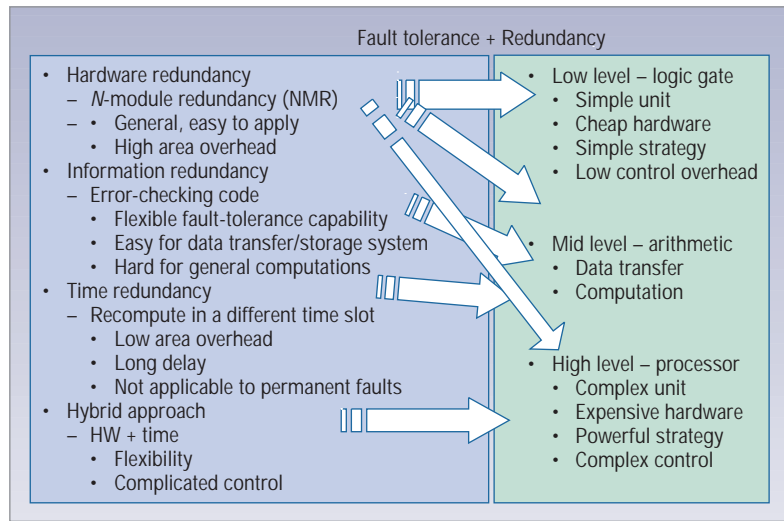 Fault tolerance + Redundancy
• Hardware redundancy
– N-module redundancy (NMR)
– • General, easy to apply
• High area overhead
• Information redundancy
– Error-checking code
• Flexible fault-tolerance capability
• Easy for data transfer/storage system
• Hard for general computations
• Time redundancy
– Recompute in a different time slot
• Low area overhead
• Long delay
• Not applicable to permanent faults
• Hybrid approach
– HW + time
• Flexibility
• Complicated control
• Low level – logic gate
• Simple unit
• Cheap hardware
• Simple strategy
• Low control overhead
• Mid level – arithmetic
• Data transfer
• Computation
• High level – processor
• Complex unit
• Expensive hardware
• Powerful strategy
• Complex control